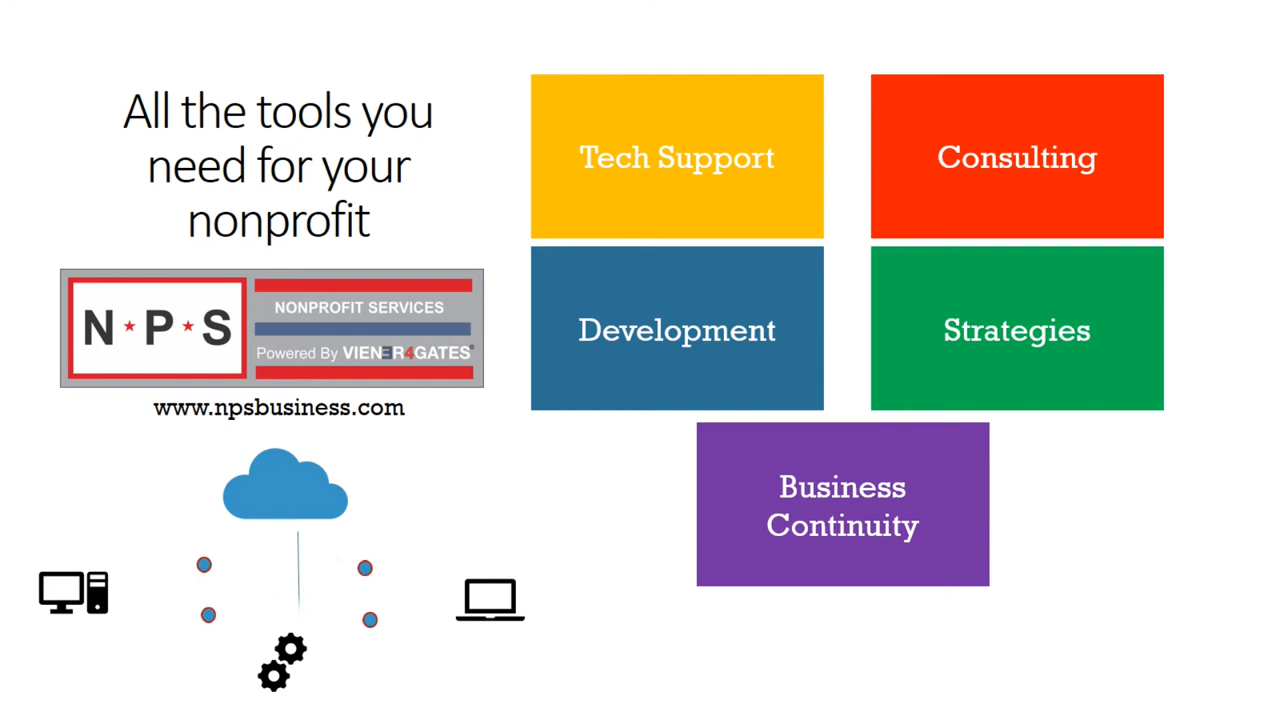 All the tools you
need for your
nonprofit
N★P★S
NONPROFIT SERVICES
Powered By VIENER4GATES
www.npsbusiness.com
Tech Support
Consulting
Development
Strategies
Business
Continuity